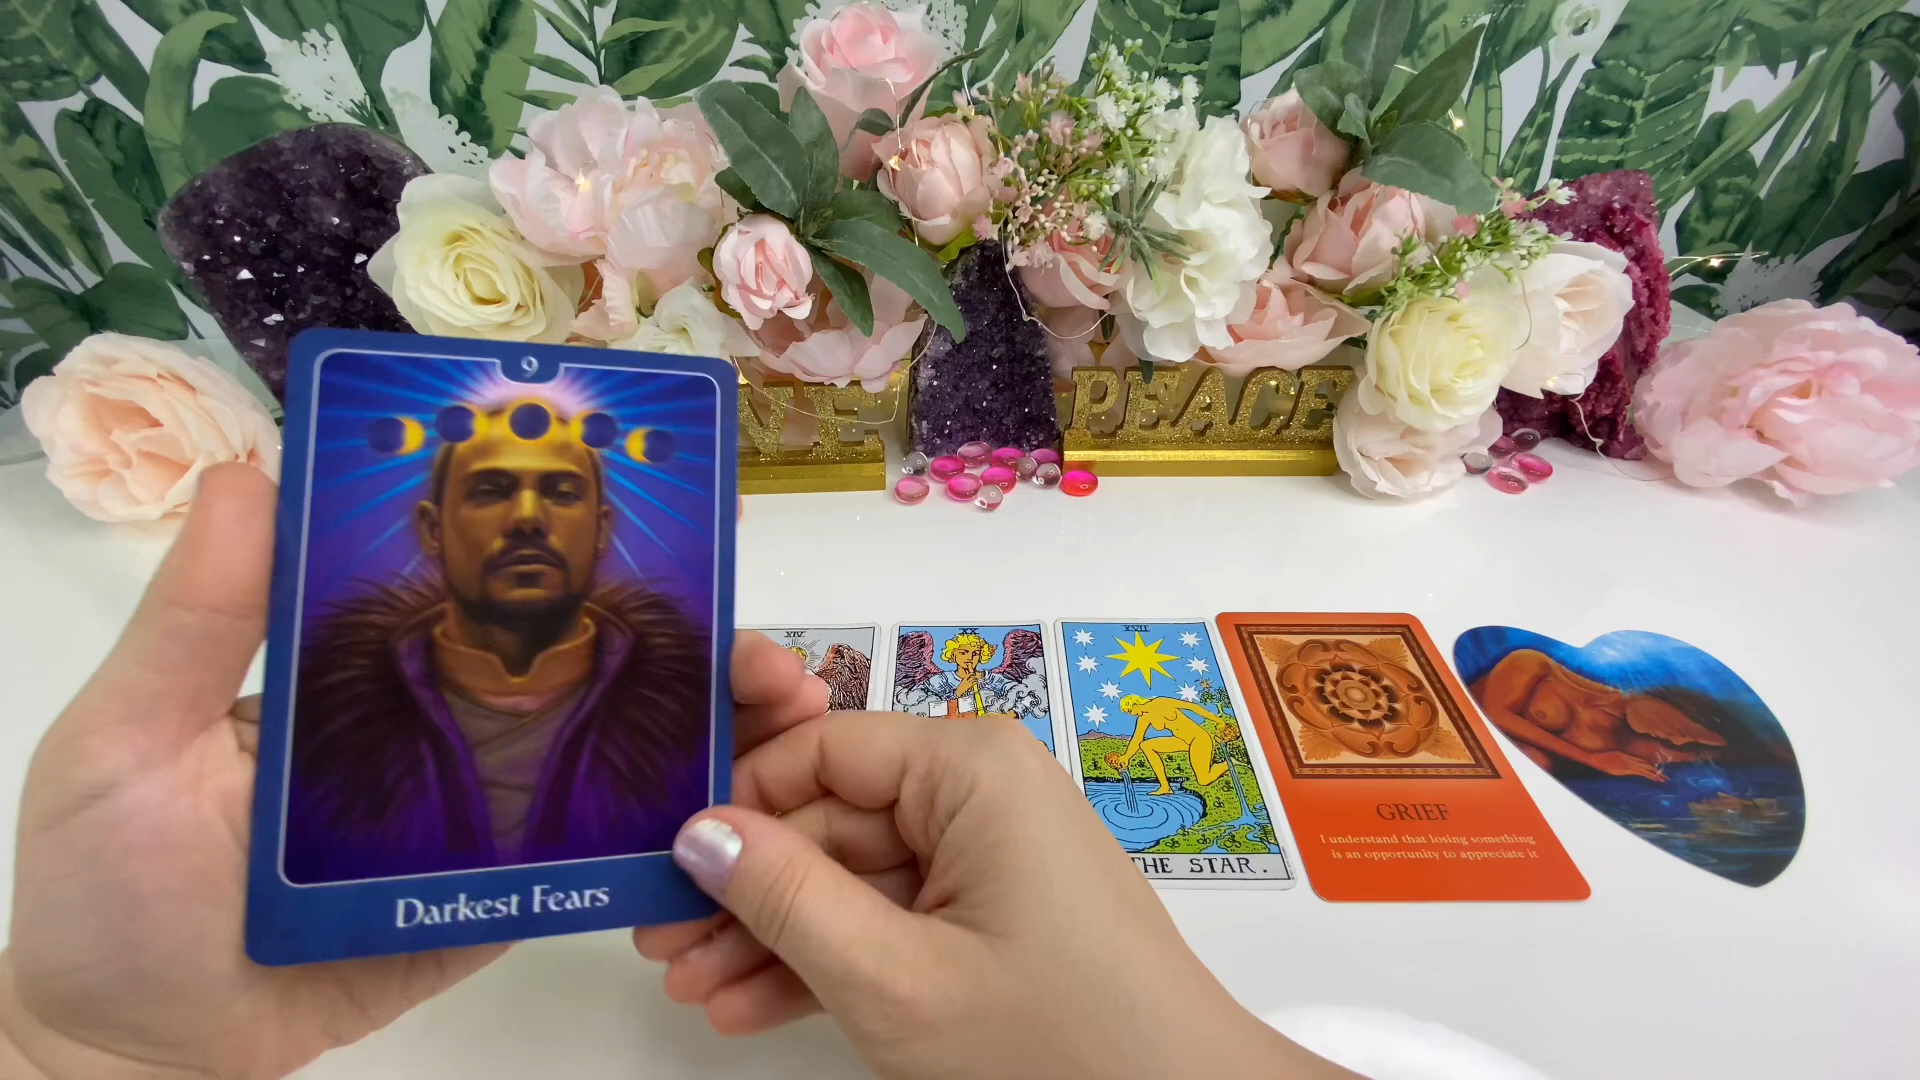 9
Darkest Fears
VE
PEACE
XIV
XX
XVII
THE STAR.
GRIEF
I understand that losing something
is an opportunity to appreciate it